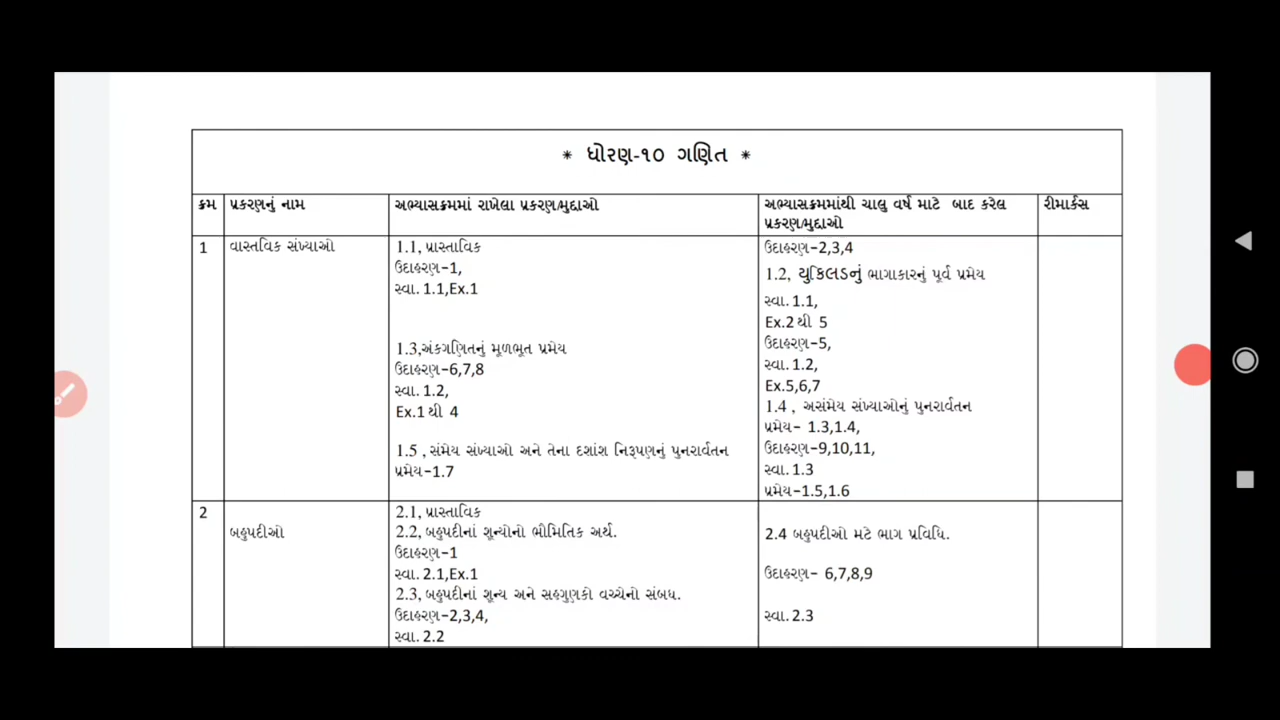 * ધોરણ-૧૦ ગણિત *
ક્રમ
પ્રકરણનું નામ
અભ્યાસક્રમમાં રાખેલા પ્રકરણ/મુદ્દાઓ
અભ્યાસક્રમમાંથી ચાલુ વર્ષ માટે બાદ કરેલ
પ્રકરણ/મુદ્દાઓ
રીમાર્કસ
1
વાસ્તવિક સંખ્યાઓ
1.1, પ્રાસ્તાવિક
ઉદાહરણ-1,
સ્વા. 1.1,Ex.1
1.3,અંકગણિતનું મૂળભૂત પ્રમેય
ઉદાહરણ-6,7,8
સ્વા. 1.2,
Ex.1 થી 4
1.5 , સંમેય સંખ્યાઓ અને તેના દશાંશ નિરૂપણનું પુનરાર્વતન
પ્રમેય-1.7
ઉદાહરણ-2,3,4
1.2, યુકિલડનું ભાગાકારનું પૂર્વ પ્રમેય
સ્વા. 1.1,
Ex.2 થી 5
ઉદાહરણ-5,
સ્વા. 1.2,
Ex.5,6,7
1.4 , અસંમેય સંખ્યાઓનું પુનરાર્વતન
પ્રમેય- 1.3,1.4,
ઉદાહરણ-9,10,11,
સ્વા. 1.3
પ્રમેય-1.5,1.6
2
બહુપદીઓ
2.1, પ્રાસ્તાવિક
2.2, બહુપદીનાં શૂન્યોનો ભૌમિતિક અર્થ.
ઉદાહરણ-1
સ્વા. 2.1,Ex.1
2.3, બહુપદીનાં શૂન્ય અને સહગુણકો વચ્ચેનો સંબધ.
ઉદાહરણ-2,3,4,
સ્વા. 2.2
2.4 બહુપદીઓ મટે ભાગ પ્રવિધિ.
ઉદાહરણ- 6,7,8,9
સ્વા. 2.3